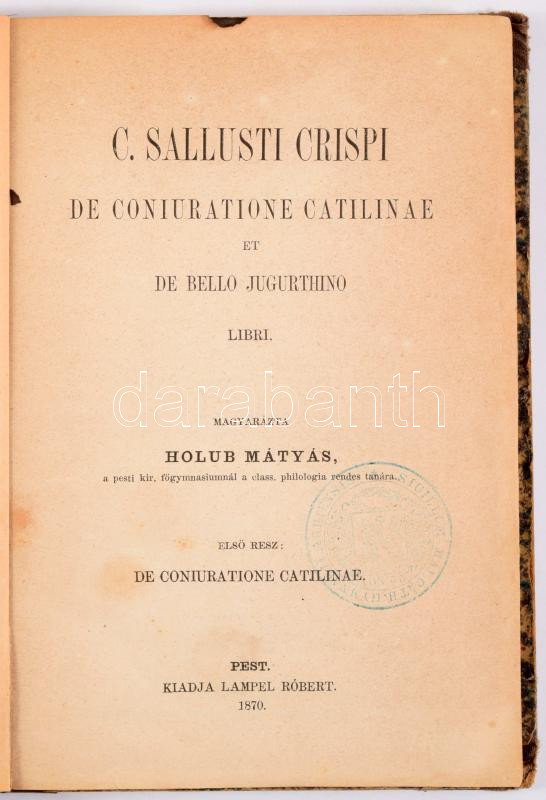 C. SALLUSTI CRISPI
DE CONIURATIONE CATILINAE
ET
DE BELLO JUGURTHINO
LIBRI.
darabanth
MAGYARÁZTA
HOLUB MÁTYÁS,
a pesti kir. főgymnasiumnál a class. philologia rendes tanára.
ELSŐ RESZ:
DE CONIURATIONE CATILINAE.
PEST.
KIADJA LAMPEL RÓBERT.
1870.